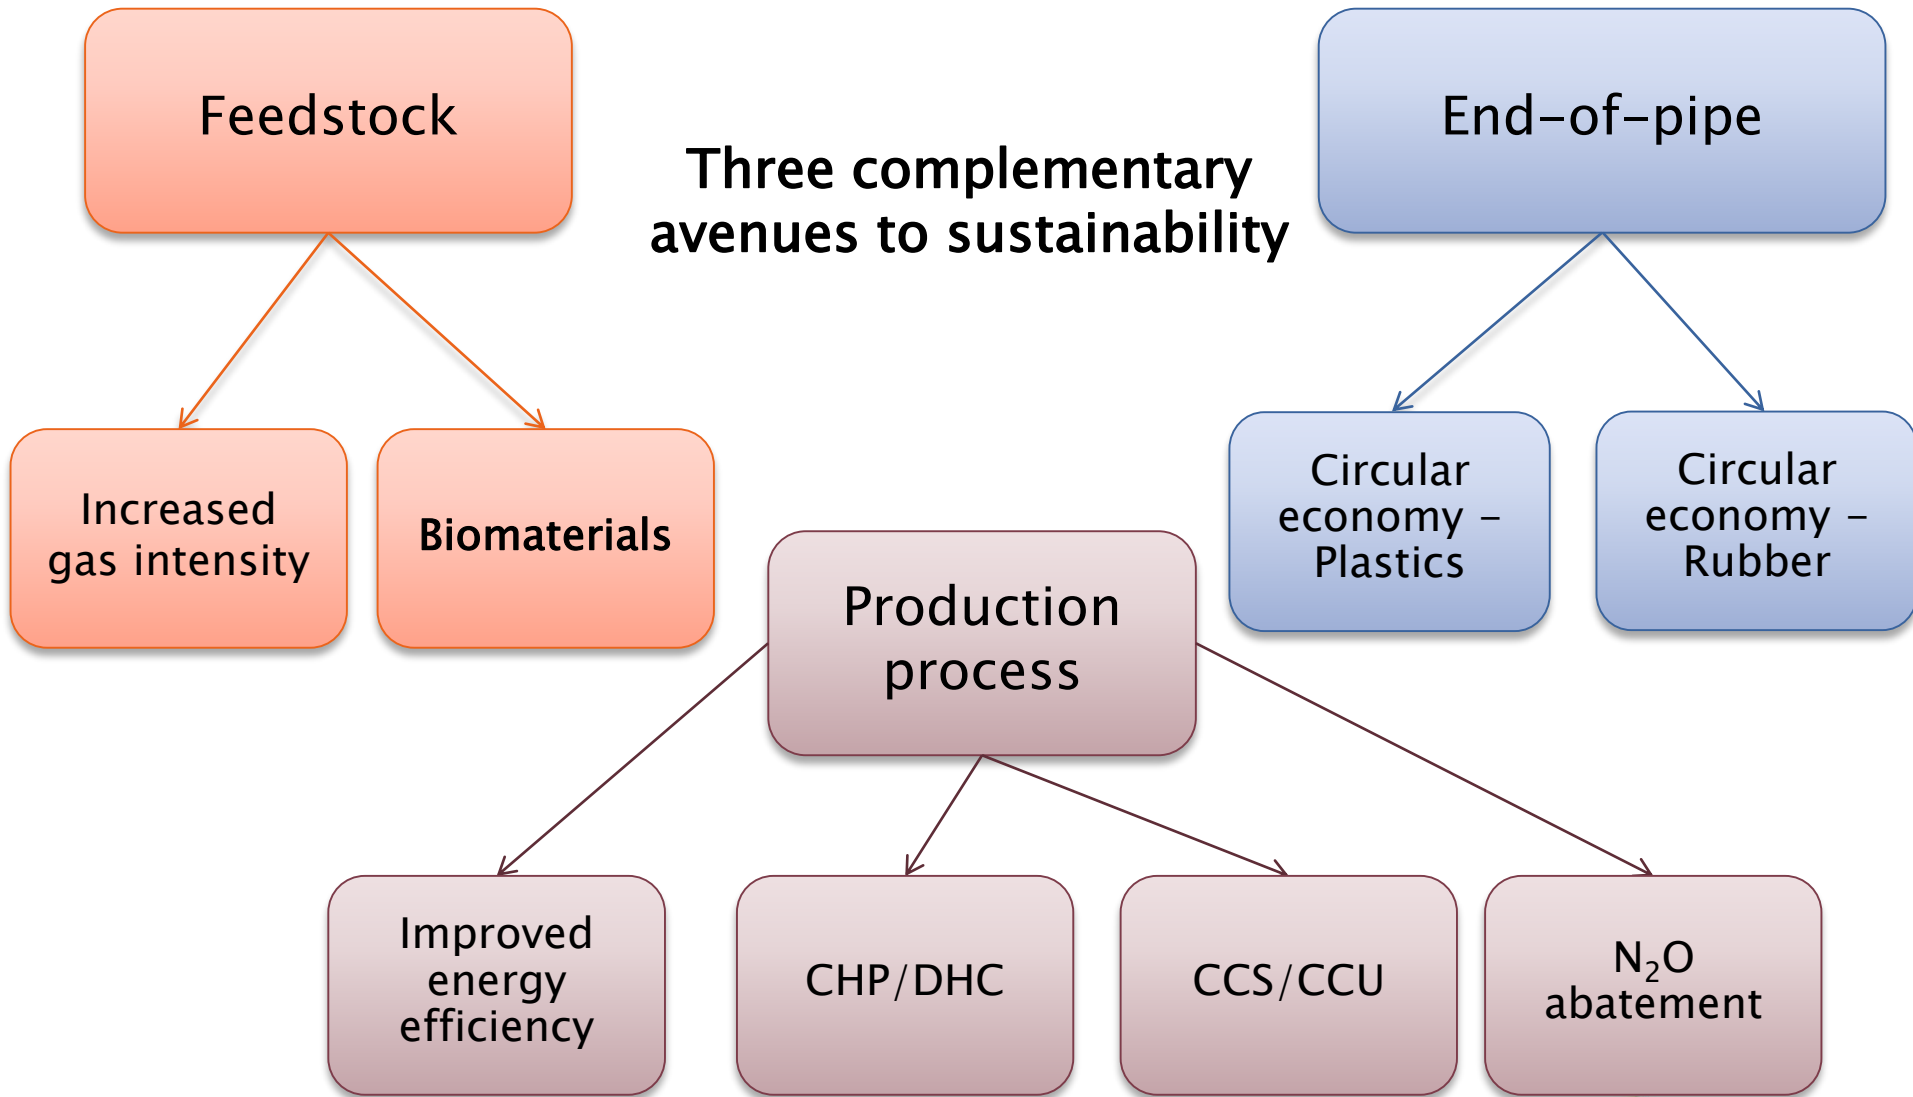 Feedstock
End–of–pipe
Three complementary
avenues to sustainability
Increased
gas intensity
Biomaterials
Circular
economy –
Plastics
Circular
economy –
Rubber
Production
process
Improved
energy
efficiency
CHP/DHC
CCS/CCU
N₂O
abatement